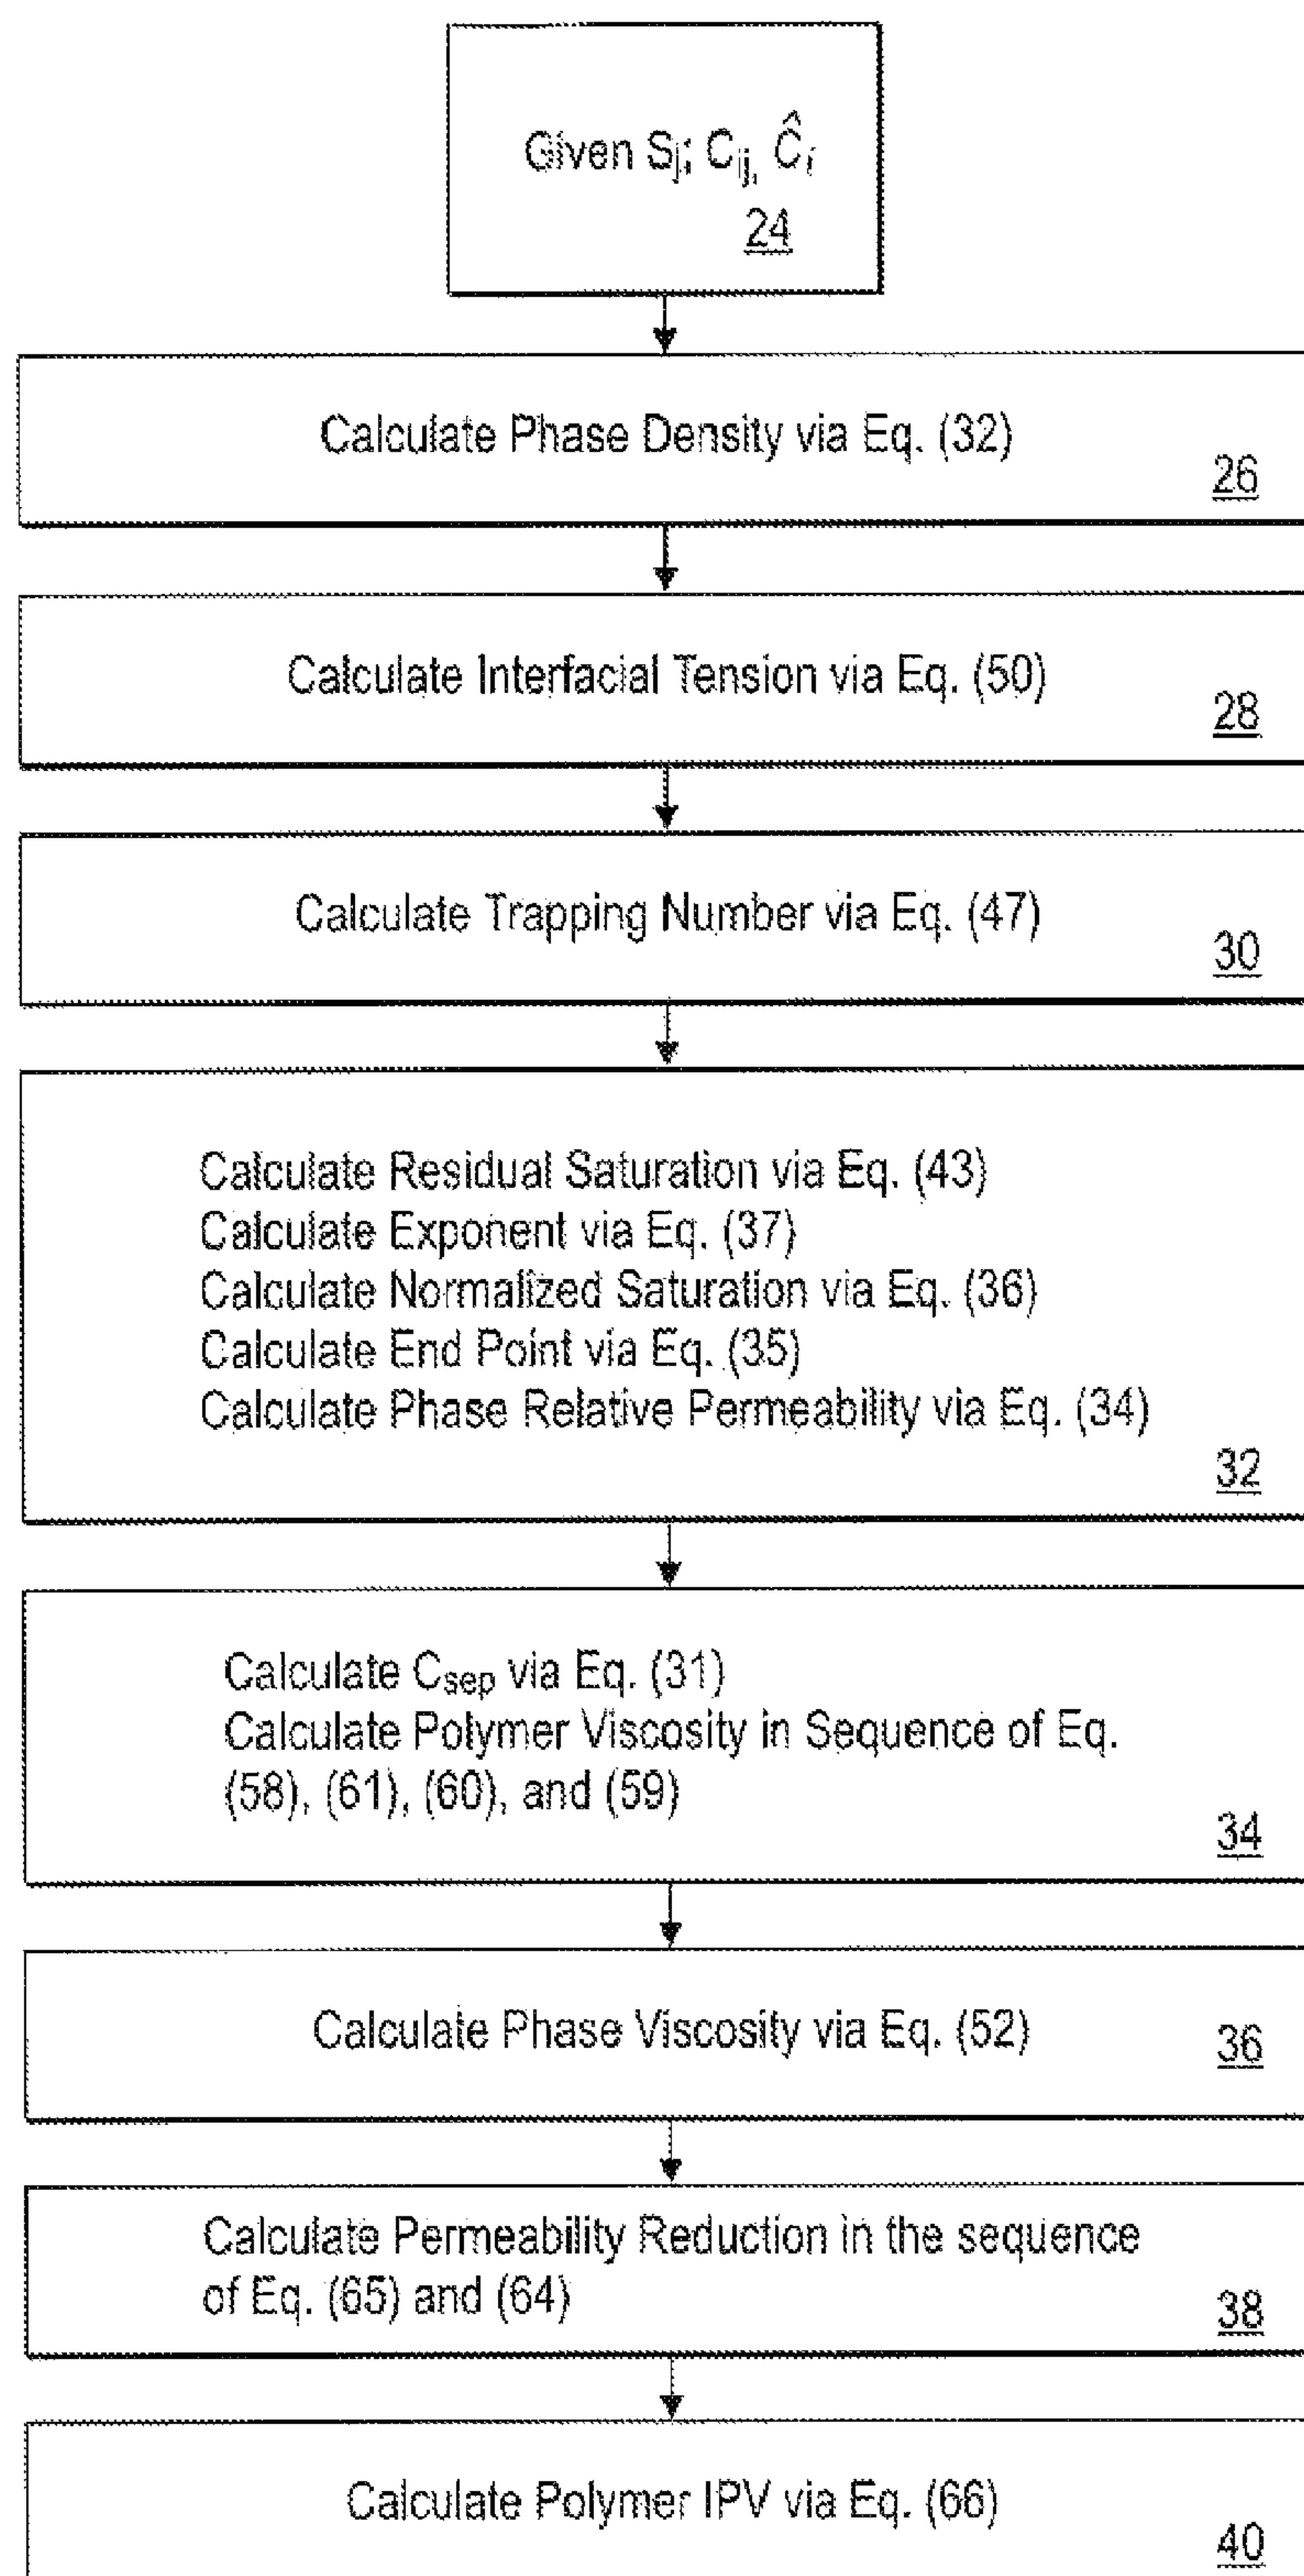 Given Sj; Cij, Ĉi
24
Calculate Phase Density via Eq. (32)
26
Calculate Interfacial Tension via Eq. (50)
28
Calculate Trapping Number via Eq. (47)
30
Calculate Residual Saturation via Eq. (43)
Calculate Exponent via Eq. (37)
Calculate Normalized Saturation via Eq. (36)
Calculate End Point via Eq. (35)
Calculate Phase Relative Permeability via Eq. (34)
32
Calculate Csep via Eq. (31)
Calculate Polymer Viscosity in Sequence of Eq.
(58), (61), (60), and (59)
34
Calculate Phase Viscosity via Eq. (52)
36
Calculate Permeability Reduction in the sequence
of Eq. (65) and (64)
38
Calculate Polymer IPV via Eq. (66)
40